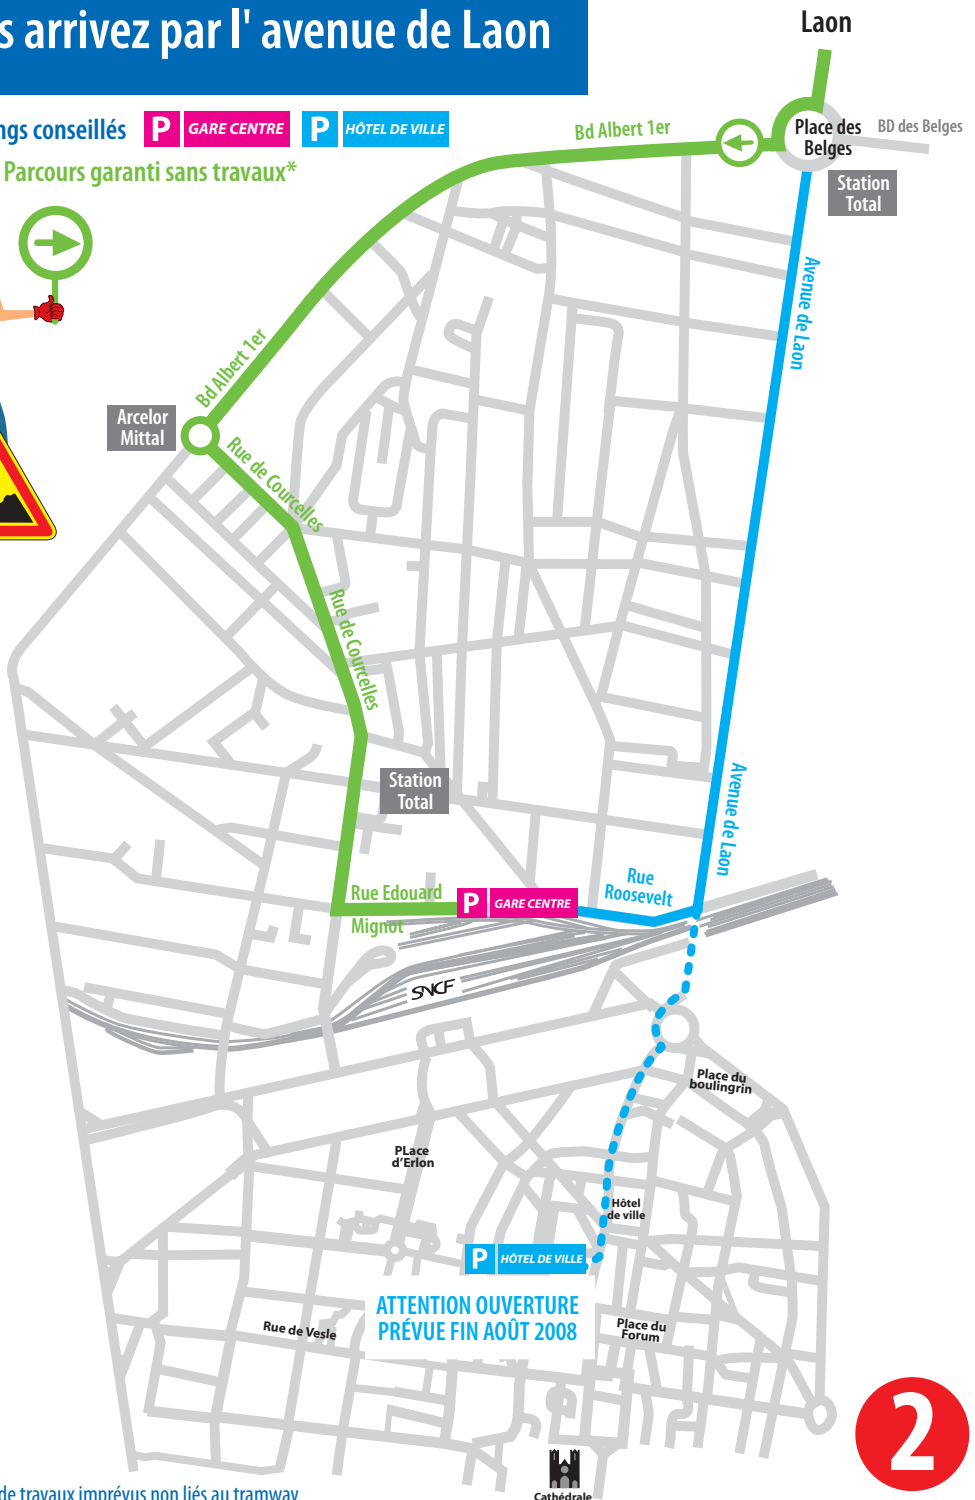 s arrivez par l' avenue de Laon
Laon
ngs conseillés
P GARE CENTRE
P HÔTEL DE VILLE
Parcours garanti sans travaux*
Bd Albert 1er
Place des
Belges
BD des Belges
Station
Total
Avenue de Laon
Bd Albert 1er
Arcelor
Mittal
Rue de Courcelles
Rue de Courcelles
Station
Total
Avenue de Laon
Rue
Roosevelt
Rue Edouard
Mignot
P GARE CENTRE
SNCF
Place du
boulingrin
PLace
d'Erlon
Hôtel
de ville
P HÔTEL DE VILLE
ATTENTION OUVERTURE
PRÉVUE FIN AOÛT 2008
Rue de Vesle
Place du
Forum
2
Cathédrale
de travaux imprévus non liés au tramway